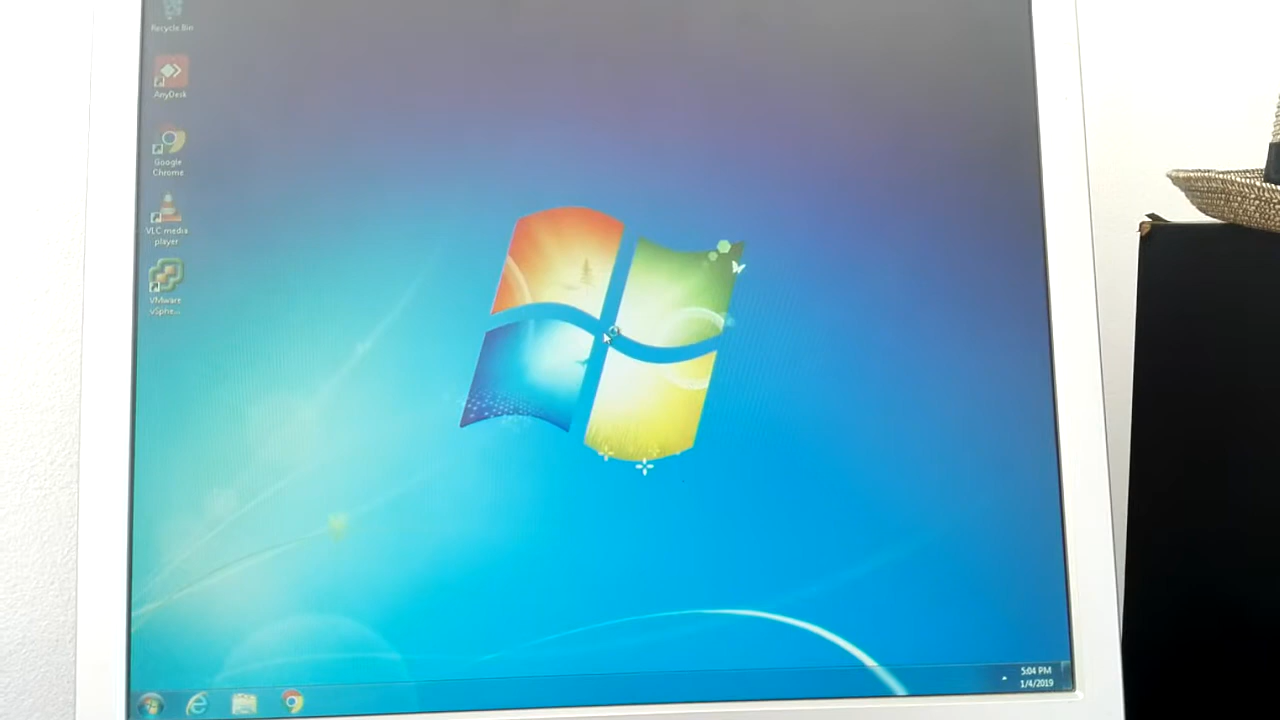 Recycle Bin
AnyDesk
Google
Chrome
VLC media
player
VMware
vSphe...
5:04 PM
1/4/2019